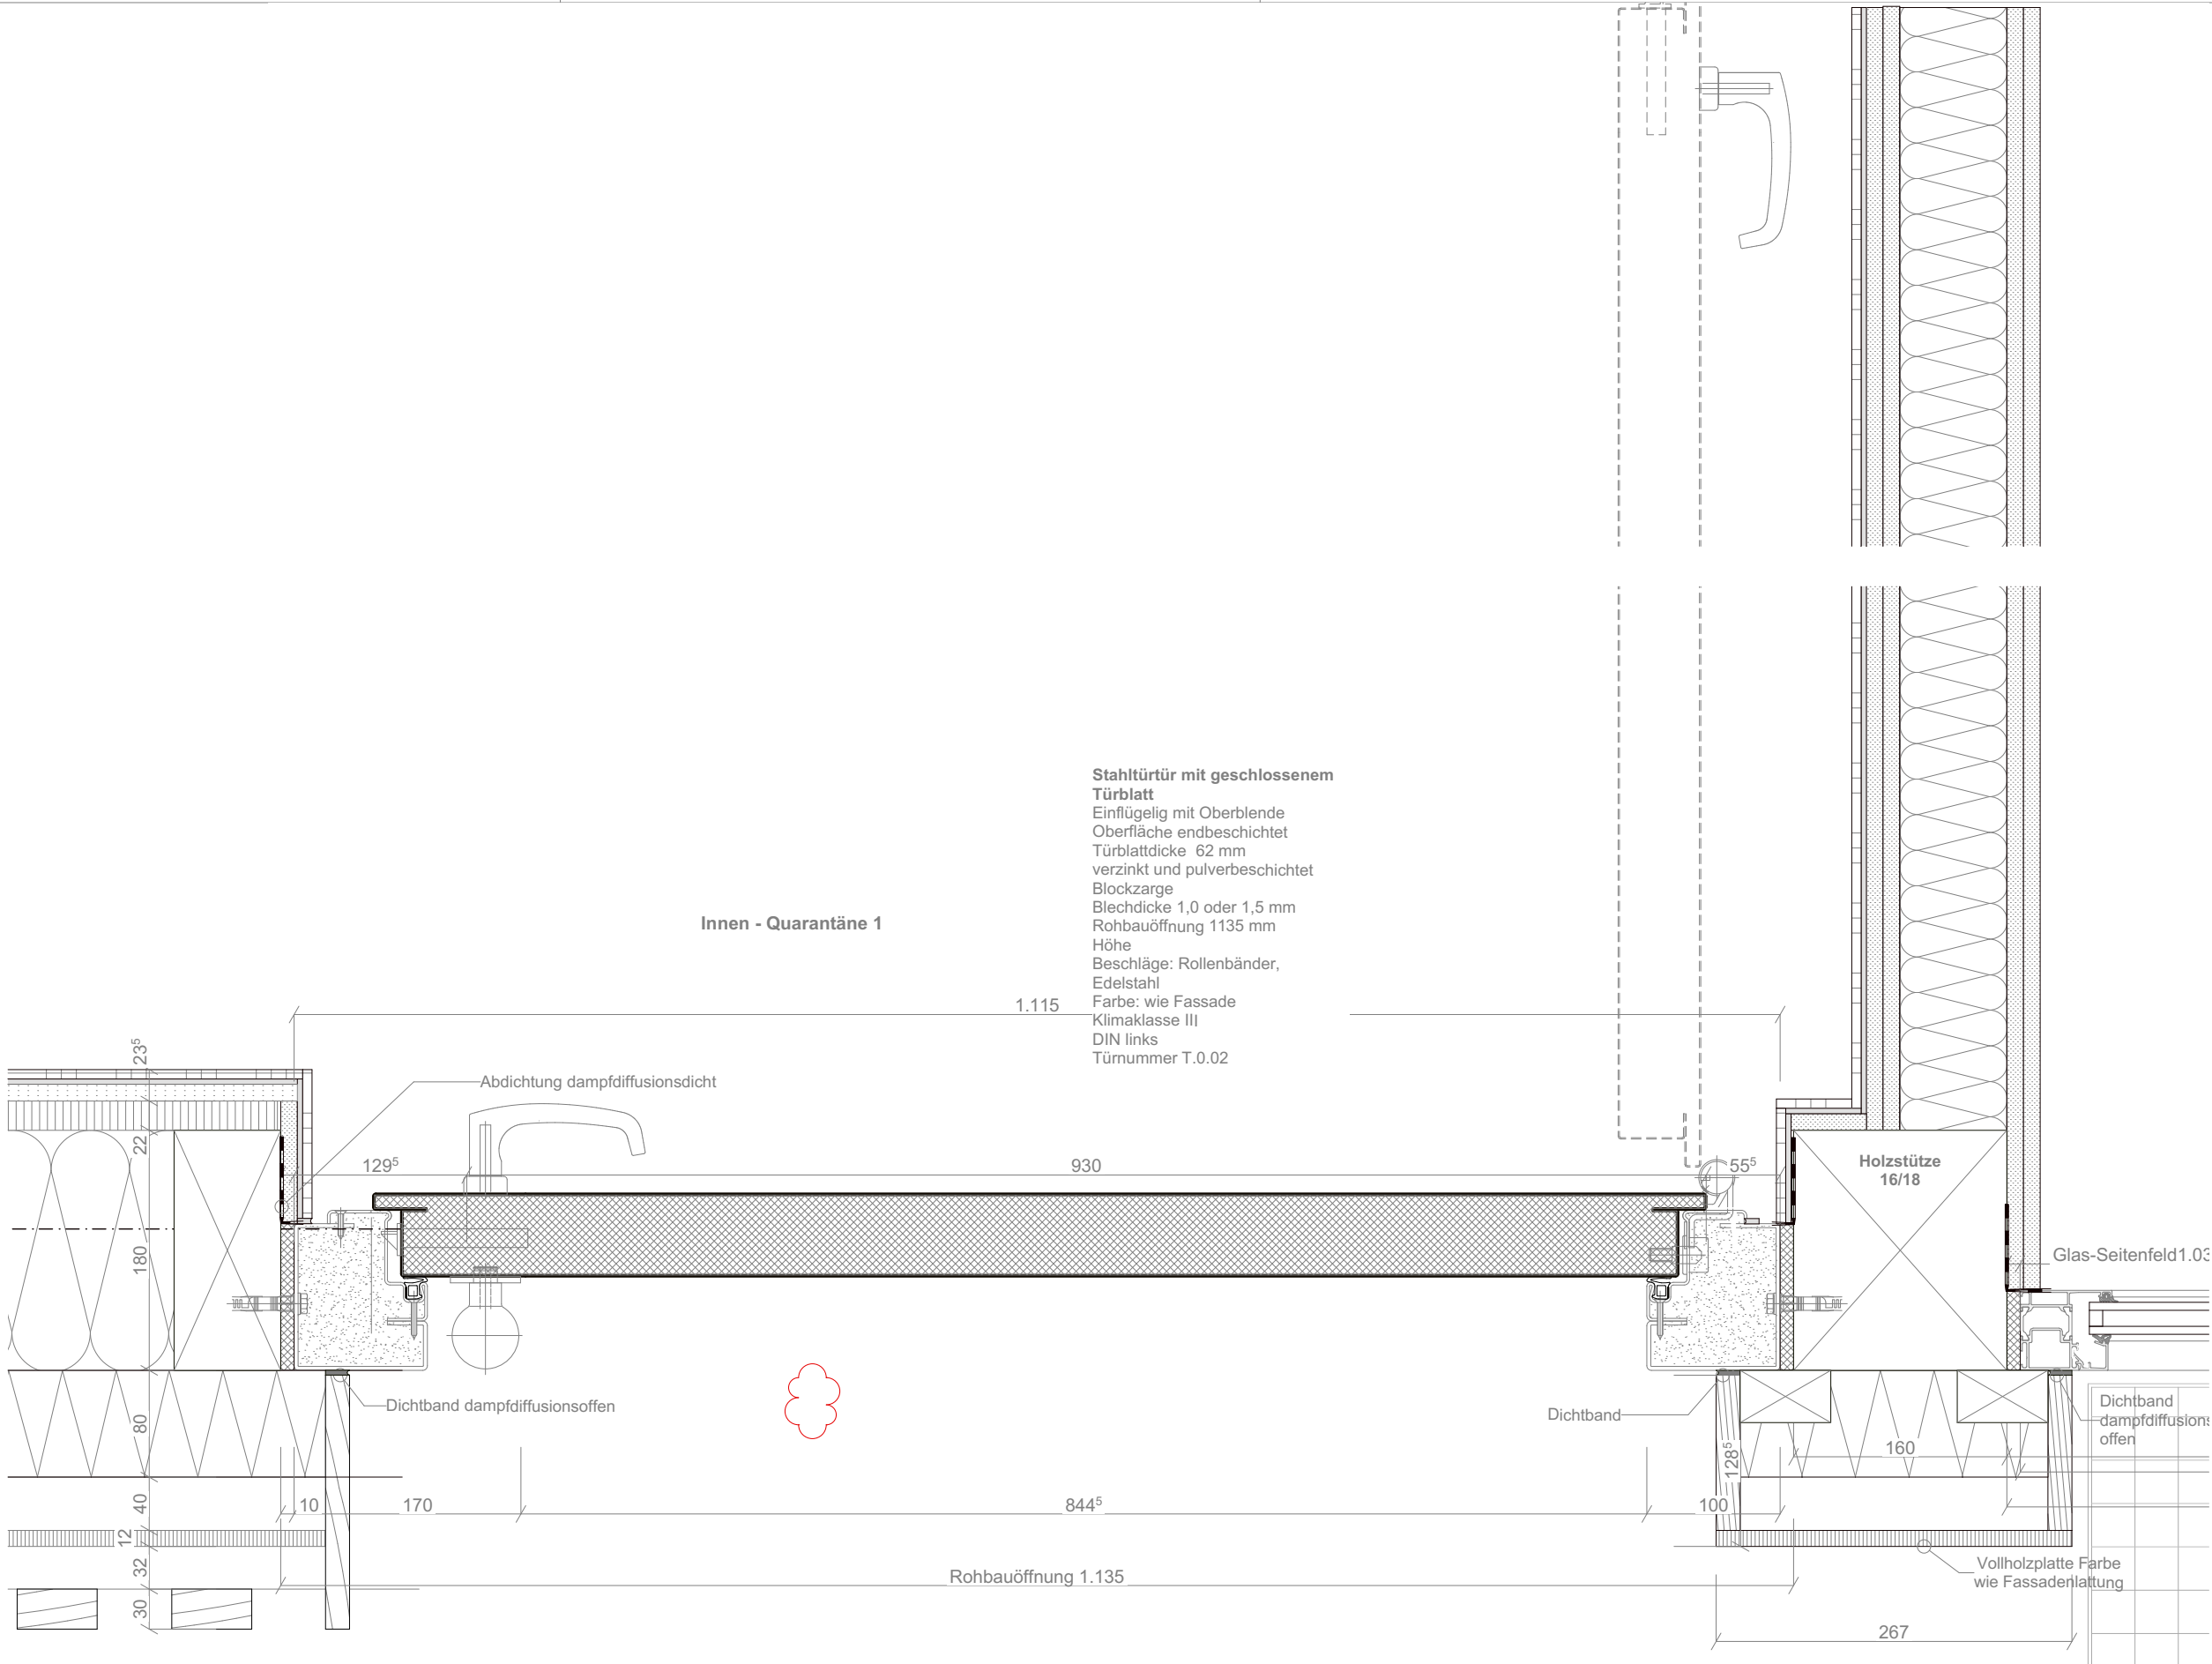 Stahltürtür mit geschlossenem
Türblatt
Einflügelig mit Oberblende
Oberfläche endbeschichtet
Türblattdicke 62 mm
verzinkt und pulverbeschichtet
Blockzarge
Blechdicke 1,0 oder 1,5 mm
Rohbauöffnung 1135 mm
Höhe
Beschläge: Rollenbänder,
Edelstahl
Farbe: wie Fassade
Klimaklasse III
DIN links
Türnummer T.0.02
Innen - Quarantäne 1
1.115
23⁵
Abdichtung dampfdiffusionsdicht
22
129⁵
930
55⁵
Holzstütze
16/18
180
Glas-Seitenfeld1.03
Dichtband dampfdiffusionsoffen
Dichtband
Dichtband
dampfdiffusions
offen
80
128⁵
160
40
10
170
844⁵
100
12
32
Rohbauöffnung 1.135
Vollholzplatte Farbe
wie Fassadenlattung
30
267